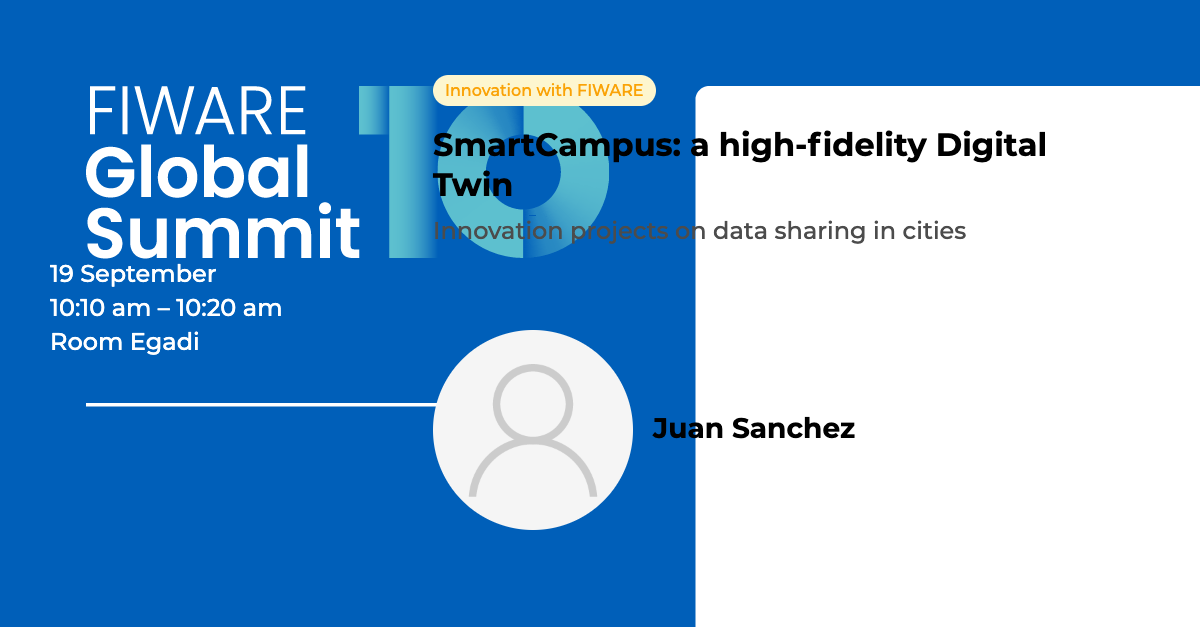 FIWARE
Global
Summit
10
19 September
10:10 am – 10:20 am
Room Egadi
Innovation with FIWARE
SmartCampus: a high-fidelity Digital
Twin
Innovation projects on data sharing in cities
Juan Sanchez